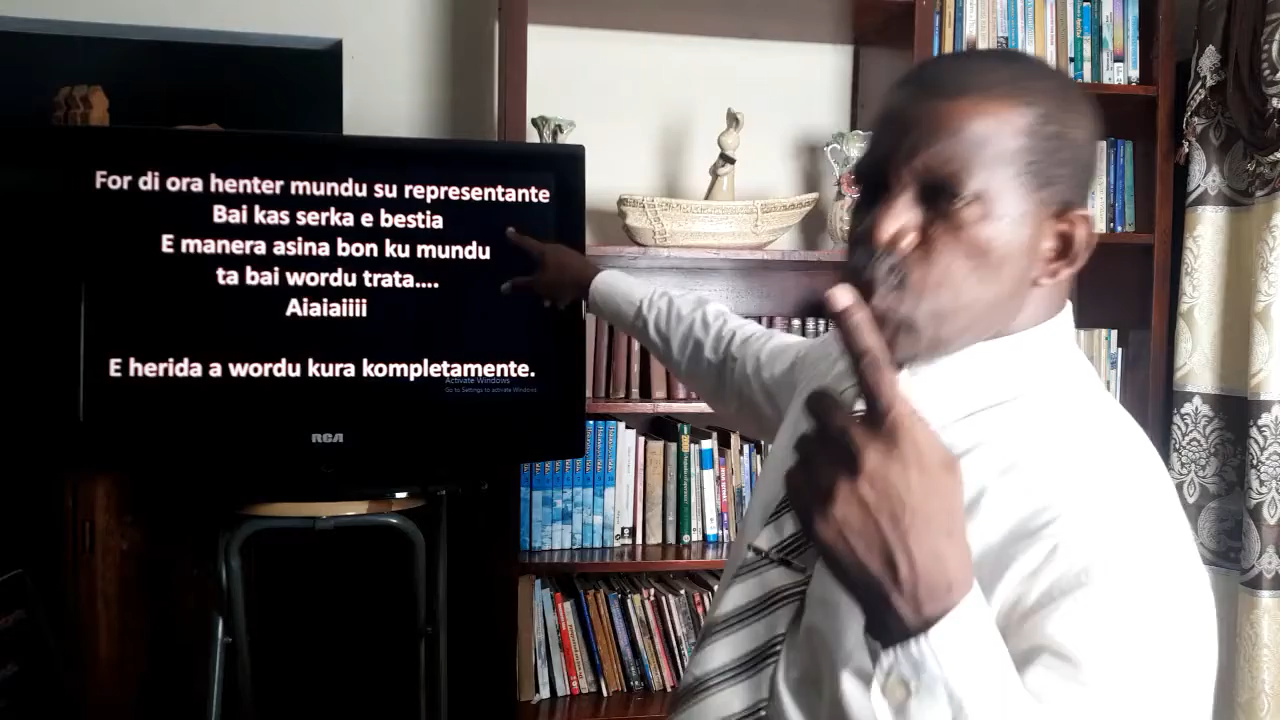 For di ora henter mundu su representante
Bai kas serka e bestia
E manera asina bon ku mundu
ta bai wordu trata....
Aiaiaiiii
E herida a wordu kura kompletamente.
Activate Windows
Go to Settings to activate Windows
RCA